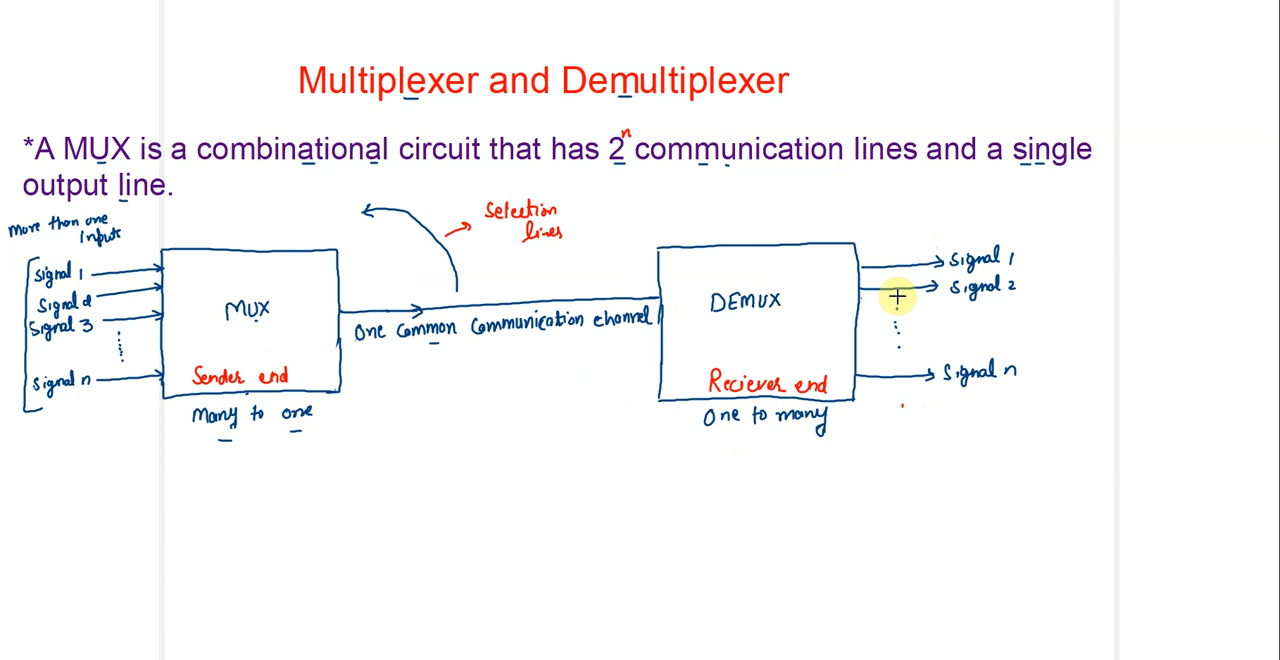 Multiplexer and Demultiplexer
*A MUX is a combinational circuit that has 2^n communication lines and a single
output line.
More than one
Inputs
Signal 1
Signal 2
Signal 3
Signal n
MUX
Sender end
Many to one
Selection
lines
One Common Communication channel
DEMUX
Reciever end
One to many
Signal 1
Signal 2
Signal n